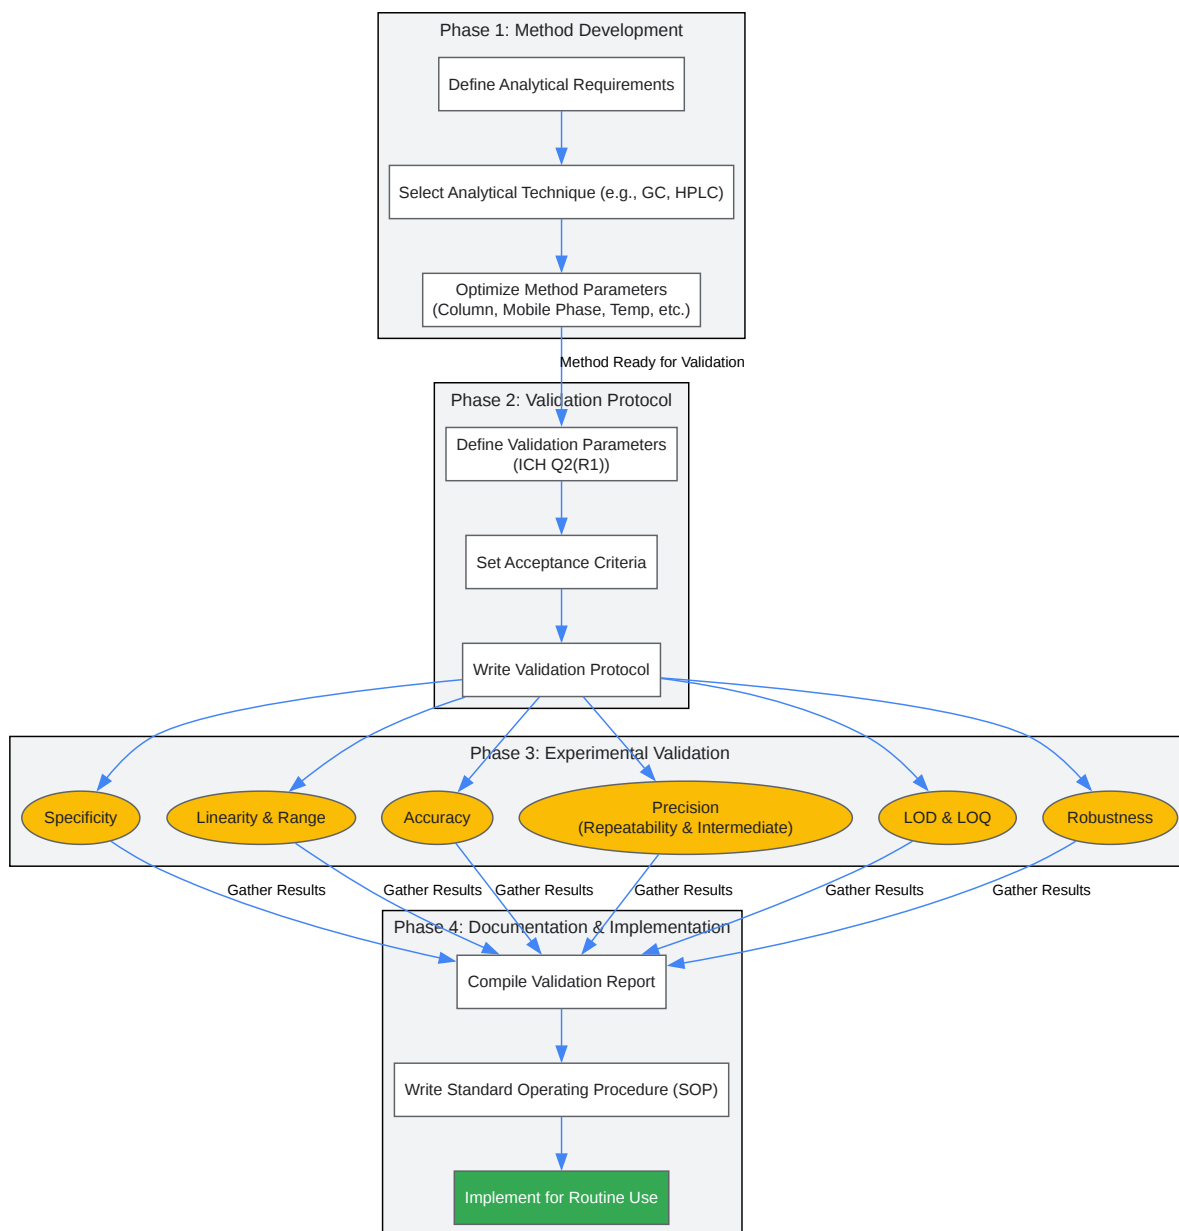 Phase 1: Method Development
Define Analytical Requirements
Select Analytical Technique (e.g., GC, HPLC)
Optimize Method Parameters
(Column, Mobile Phase, Temp, etc.)
Method Ready for Validation
Phase 2: Validation Protocol
Define Validation Parameters
(ICH Q2(R1))
Set Acceptance Criteria
Write Validation Protocol
Phase 3: Experimental Validation
Specificity
Linearity & Range
Accuracy
Precision
(Repeatability & Intermediate)
LOD & LOQ
Robustness
Gather Results
Gather Results
Gather Results
Gather Results
Gather Results
Gather Results
Phase 4: Documentation & Implementation
Compile Validation Report
Write Standard Operating Procedure (SOP)
Implement for Routine Use